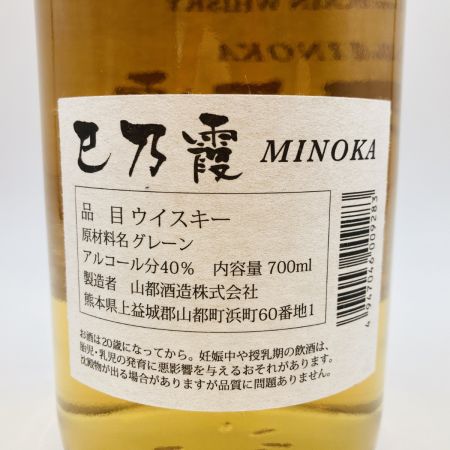 巳乃霞 MINOKA
品 目 ウイスキー
原材料名 グレーン
アルコール分40% 内容量 700ml
製造者 山都酒造株式会社
熊本県上益城郡山都町浜町60番地1
お酒は20歳になってから。妊娠中や授乳期の飲酒は、
胎児・乳児の発育に悪影響を与えるおそれがあります。
沈殿物が出る場合がありますが品質に問題ありません。
4947046009283